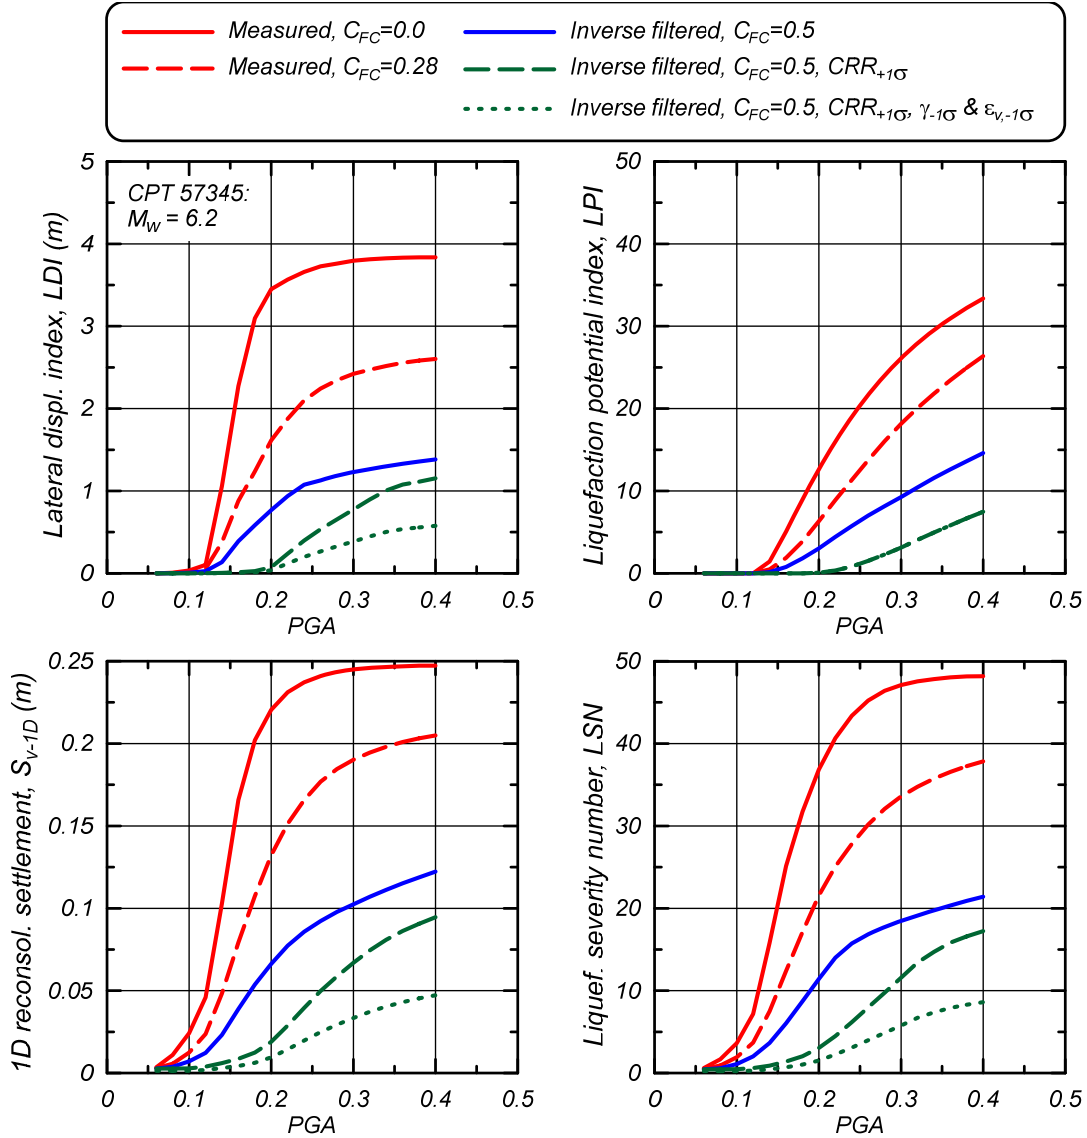 Measured, C_FC=0.0 Inverse filtered, C_FC=0.5
Measured, C_FC=0.28 Inverse filtered, C_FC=0.5, CRR_+1σ
Inverse filtered, C_FC=0.5, CRR_+1σ, γ_-1σ & ε_v,-1σ
Lateral displ. index, LDI (m)
5
4
3
2
1
0
CPT 57345:
M_W = 6.2
0 0.1 0.2 0.3 0.4 0.5
PGA
Liquefaction potential index, LPI
50
40
30
20
10
0
0 0.1 0.2 0.3 0.4 0.5
PGA
1D reconsol. settlement, S_v-1D (m)
0.25
0.2
0.15
0.1
0.05
0
0 0.1 0.2 0.3 0.4 0.5
PGA
Liquef. severity number, LSN
50
40
30
20
10
0
0 0.1 0.2 0.3 0.4 0.5
PGA